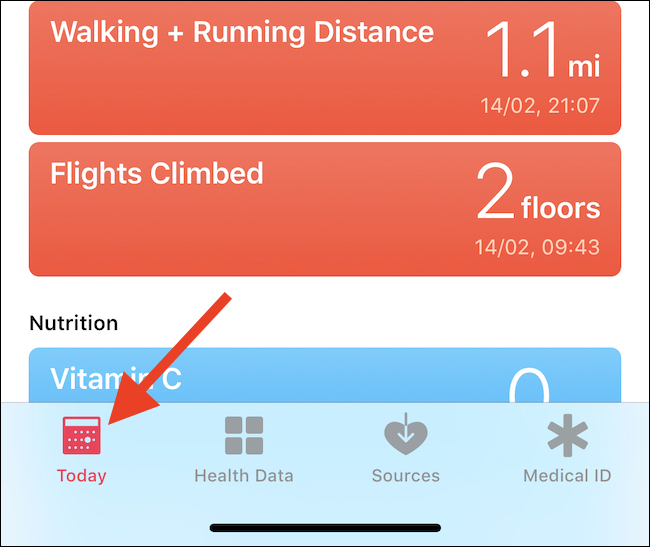 Walking + Running Distance
1.1 mi
14/02, 21:07
Flights Climbed
2 floors
14/02, 09:43
Nutrition
Vitamin C
0
Today
Health Data
Sources
Medical ID